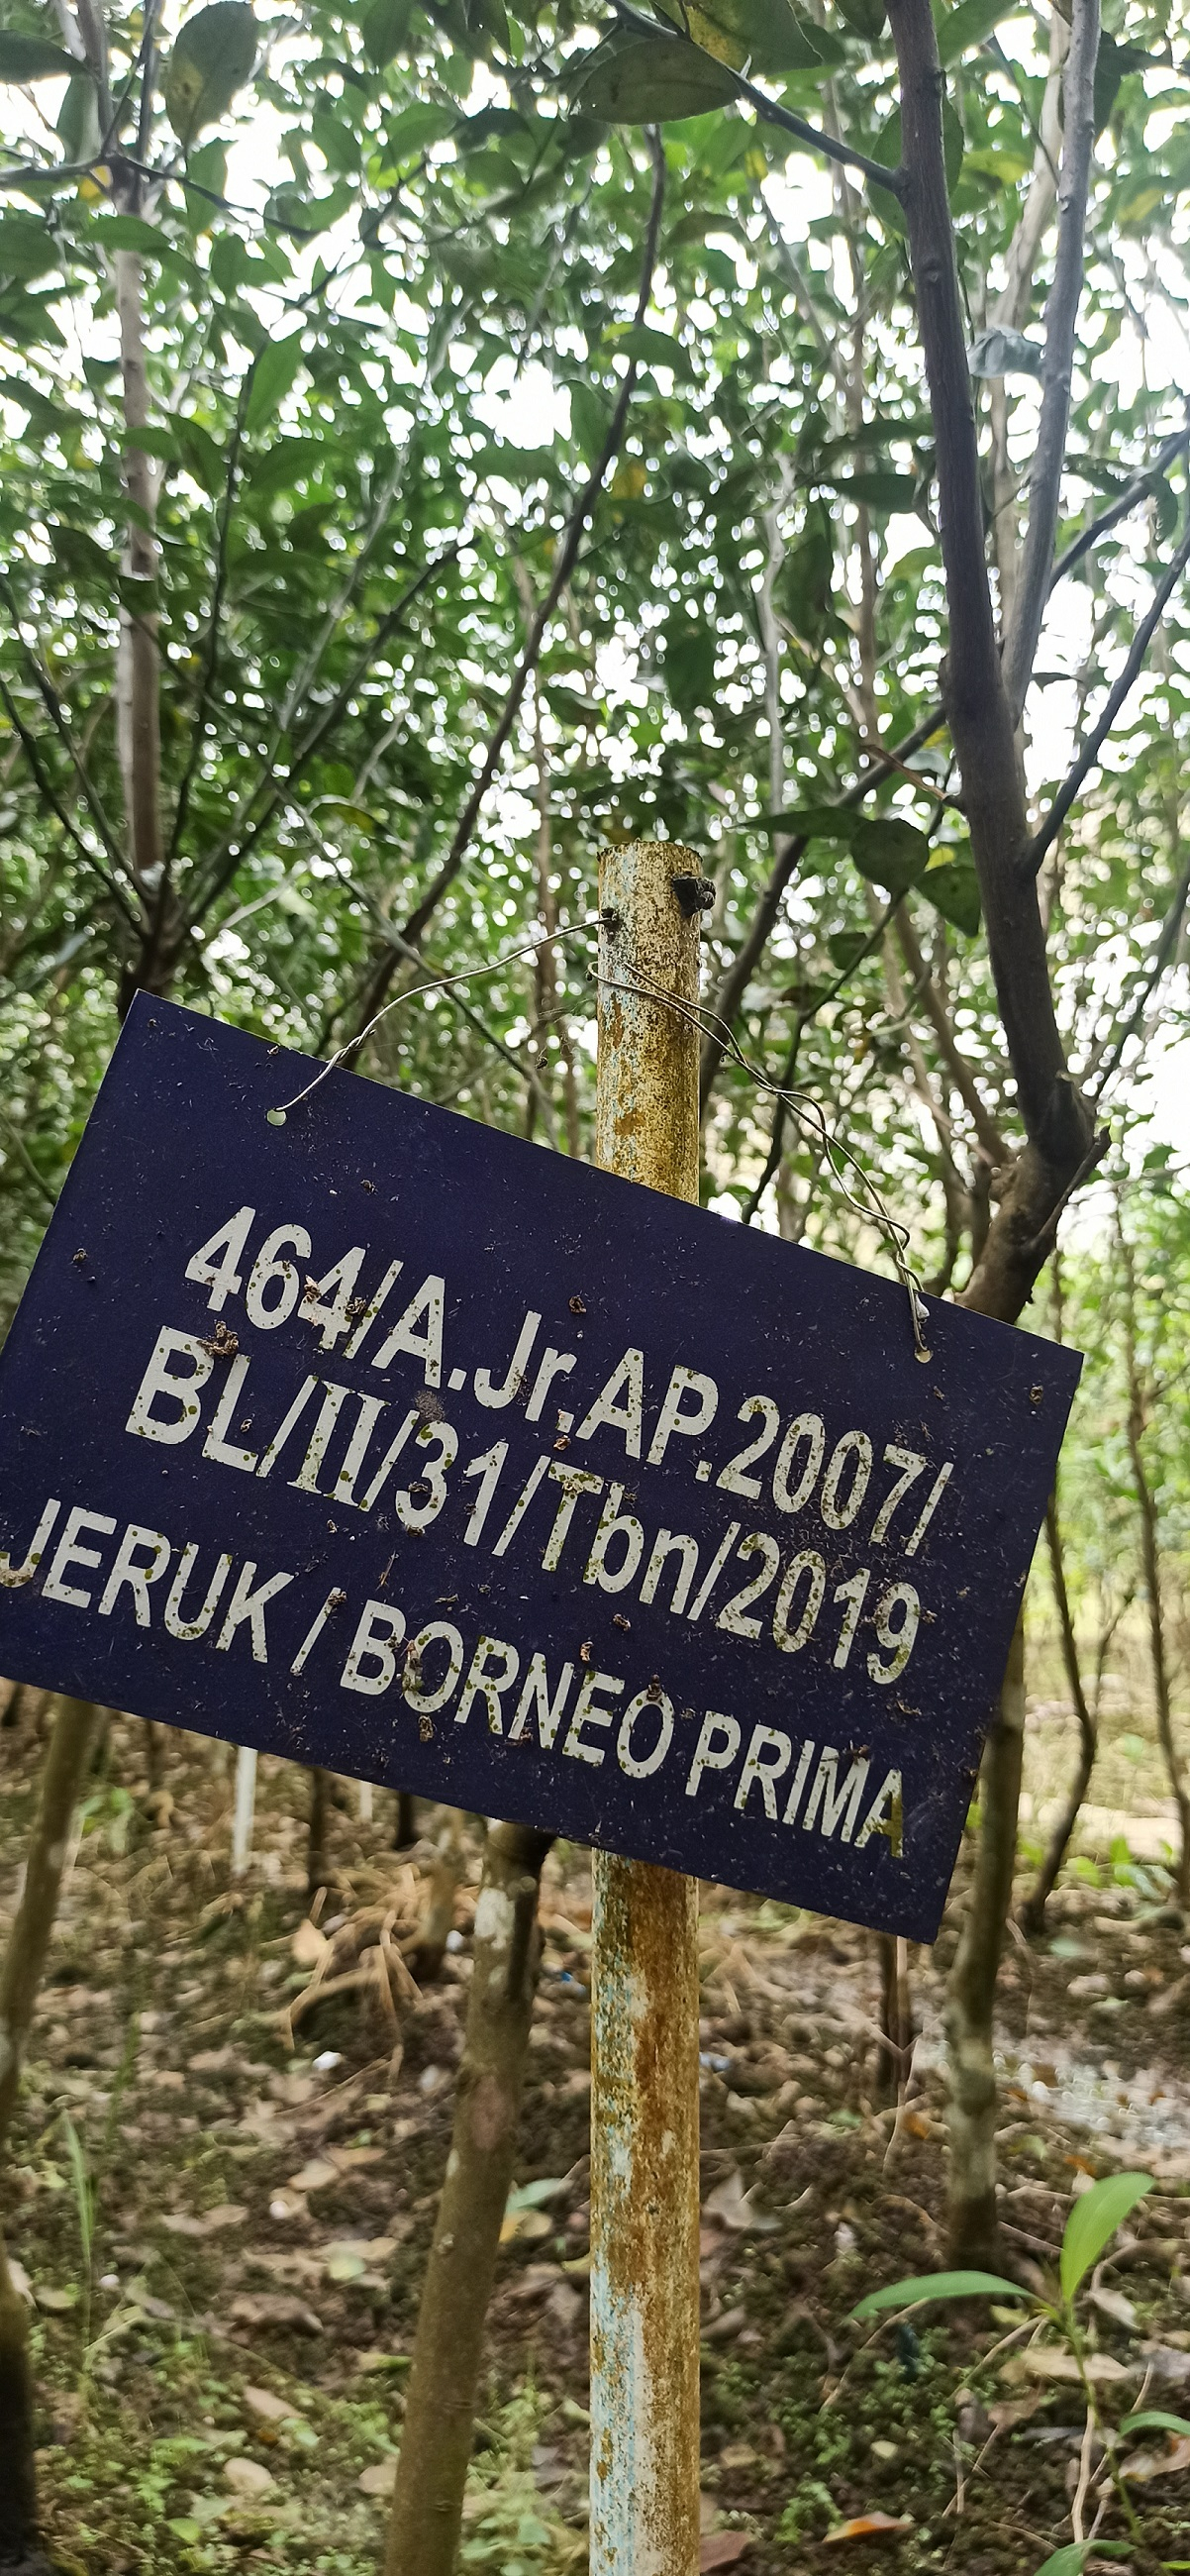 464/A.Jr.AP.2007/
BL/II/31/Tbn/2019
JERUK / BORNEO PRIMA